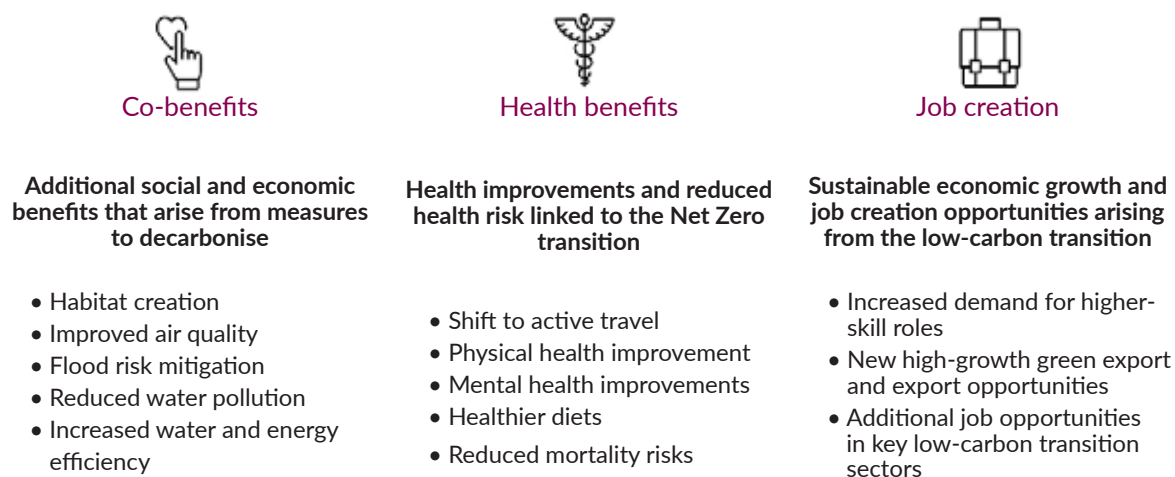 Co-benefits
Additional social and economic
benefits that arise from measures
to decarbonise
• Habitat creation
• Improved air quality
• Flood risk mitigation
• Reduced water pollution
• Increased water and energy
efficiency
Health benefits
Health improvements and reduced
health risk linked to the Net Zero
transition
• Shift to active travel
• Physical health improvement
• Mental health improvements
• Healthier diets
• Reduced mortality risks
Job creation
Sustainable economic growth and
job creation opportunities arising
from the low-carbon transition
• Increased demand for higher-
skill roles
• New high-growth green export
and export opportunities
• Additional job opportunities
in key low-carbon transition
sectors